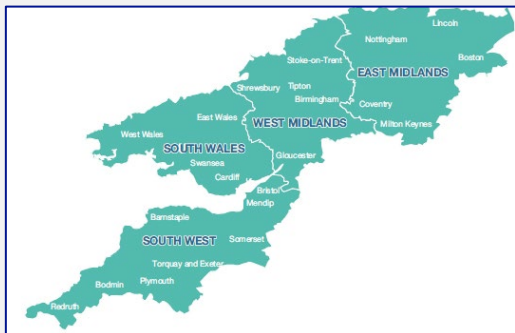 Lincoln
Nottingham
Stoke-on-Trent
Boston
EAST MIDLANDS
Shrewsbury
Tipton
Birmingham
Coventry
East Wales
WEST MIDLANDS
Milton Keynes
West Wales
SOUTH WALES
Gloucester
Swansea
Cardiff
Bristol
Mendip
Barnstaple
SOUTH WEST
Somerset
Torquay and Exeter
Plymouth
Bodmin
Redruth